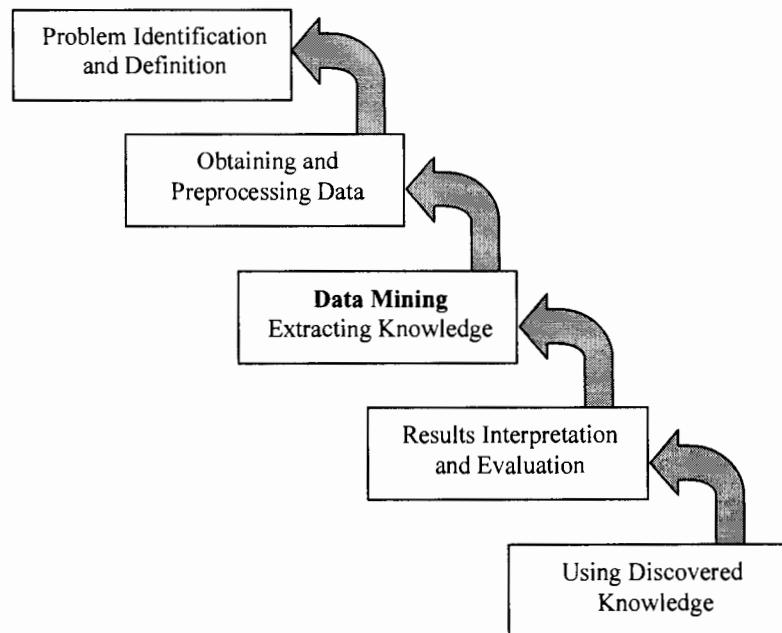 Problem Identification
and Definition
Obtaining and
Preprocessing Data
Data Mining
Extracting Knowledge
Results Interpretation
and Evaluation
Using Discovered
Knowledge